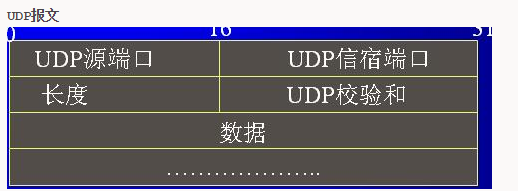 UDP报文
0 16 31
UDP源端口 UDP信宿端口
长度 UDP校验和
数据
………………..